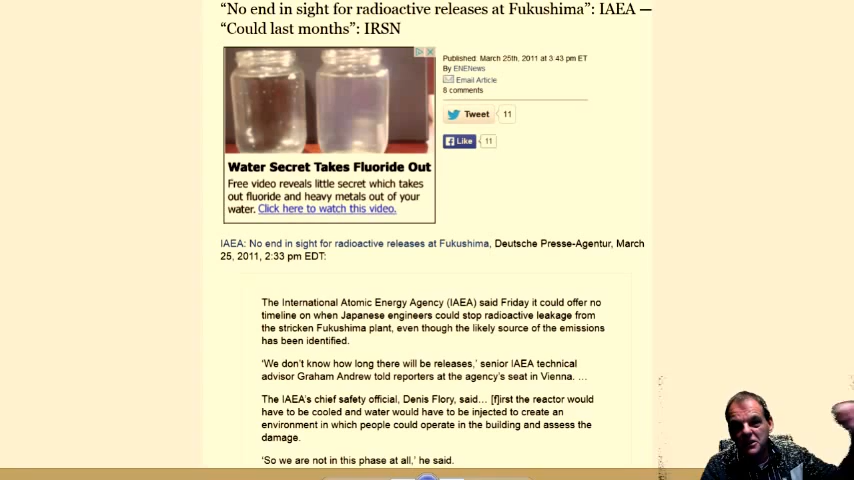 “No end in sight for radioactive releases at Fukushima”: IAEA —
“Could last months”: IRSN
Published: March 25th, 2011 at 3:43 pm ET
By ENENews
Email Article
8 comments
Tweet 11
Like 11
Water Secret Takes Fluoride Out
Free video reveals little secret which takes
out fluoride and heavy metals out of your
water. Click here to watch this video.
IAEA: No end in sight for radioactive releases at Fukushima, Deutsche Presse-Agentur, March
25, 2011, 2:33 pm EDT:
The International Atomic Energy Agency (IAEA) said Friday it could offer no
timeline on when Japanese engineers could stop radioactive leakage from
the stricken Fukushima plant, even though the likely source of the emissions
has been identified.
‘We don’t know how long there will be releases,’ senior IAEA technical
advisor Graham Andrew told reporters at the agency’s seat in Vienna. …
The IAEA’s chief safety official, Denis Flory, said… [f]irst the reactor would
have to be cooled and water would have to be injected to create an
environment in which people could operate in the building and assess the
damage.
‘So we are not in this phase at all,’ he said.